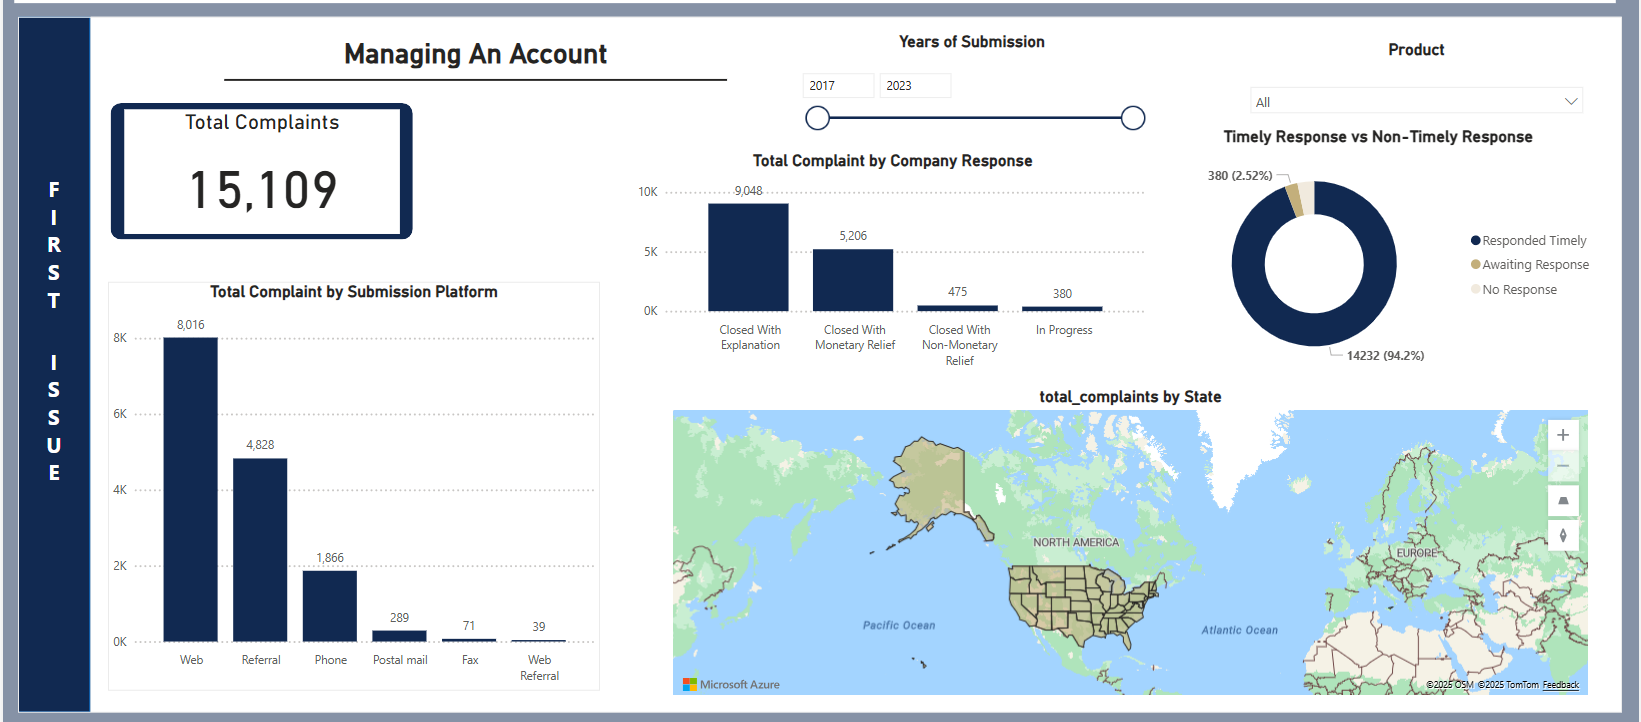 FIRST ISSUE
Managing An Account
Total Complaints
15,109
Years of Submission
2017
2023
Product
All
Total Complaint by Submission Platform
8K
6K
4K
2K
0K
8,016
4,828
1,866
289
71
39
Web
Referral
Phone
Postal mail
Fax
Web
Referral
Total Complaint by Company Response
10K
5K
0K
9,048
5,206
475
380
Closed With
Explanation
Closed With
Monetary Relief
Closed With
Non-Monetary
Relief
In Progress
Timely Response vs Non-Timely Response
380 (2.52%)
14232 (94.2%)
Responded Timely
Awaiting Response
No Response
total_complaints by State
NORTH AMERICA
EUROPE
Pacific Ocean
Atlantic Ocean
Microsoft Azure
©2025 OSM ©2025 TomTom Feedback